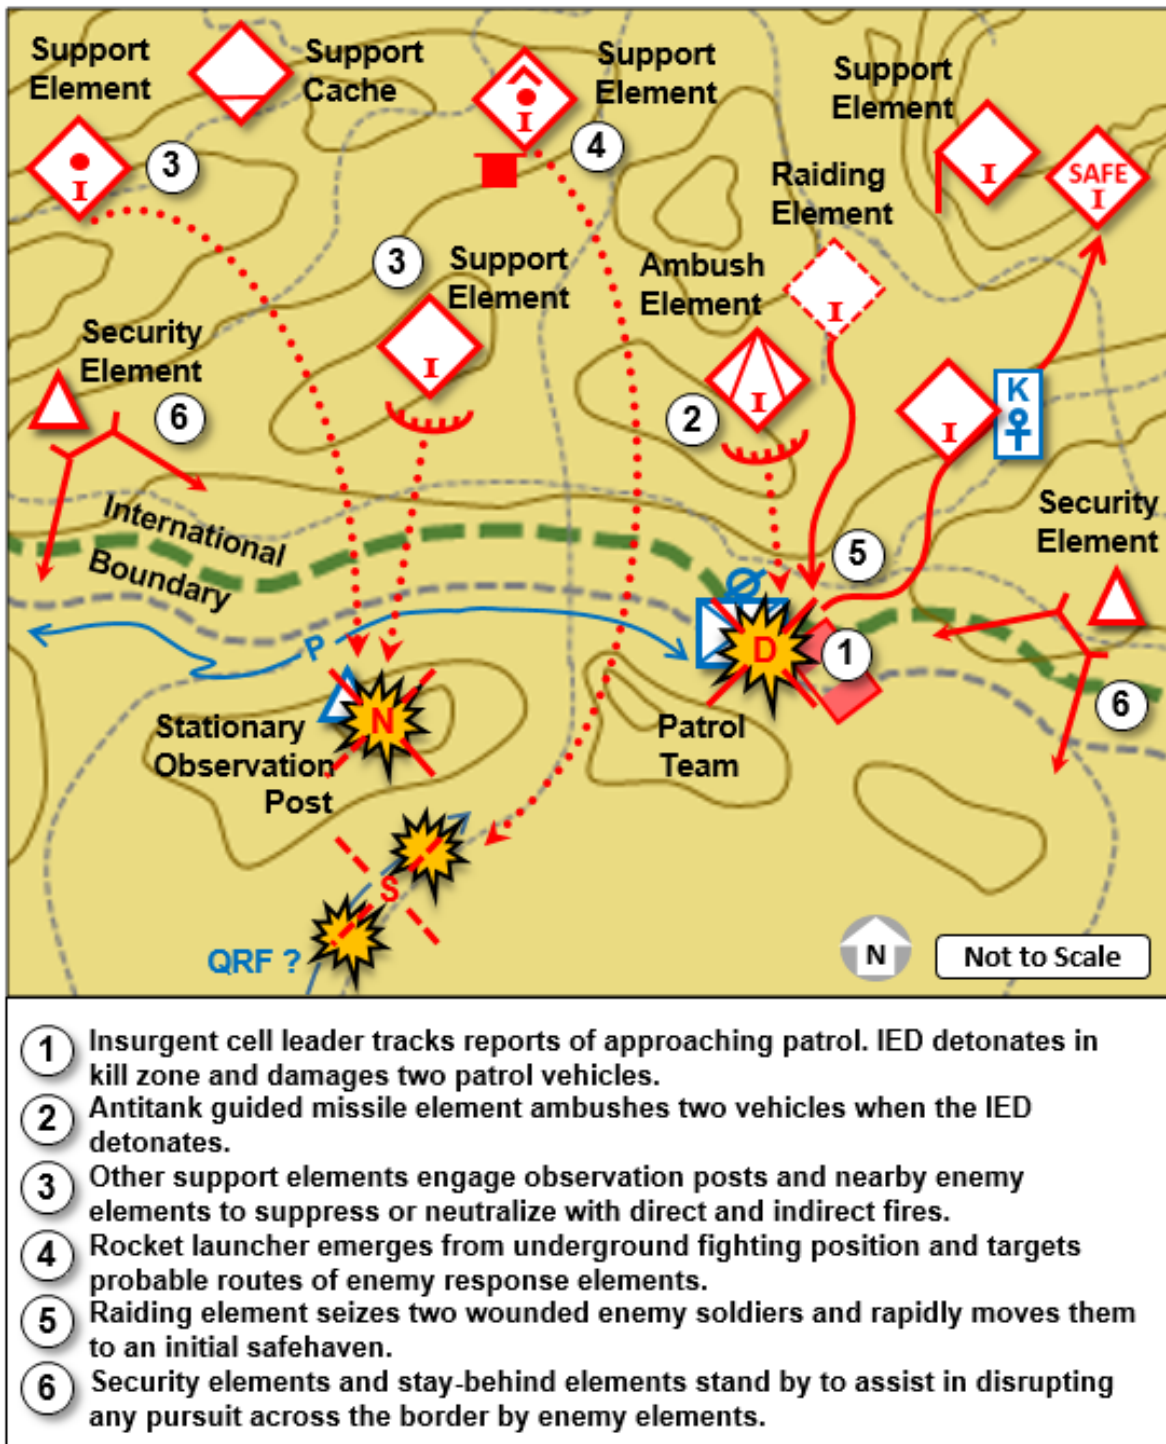 Support
Element
Support
Cache
Support
Element
Support
Element
I
3
I
4
I
SAFE
I
Raiding
Element
I
3
Support
Element
I
Ambush
Element
I
2
Security
Element
6
I
K
Security
Element
International
Boundary
5
P
D
1
6
N
Stationary
Observation
Post
Patrol
Team
S
QRF ?
N
Not to Scale
1 Insurgent cell leader tracks reports of approaching patrol. IED detonates in
kill zone and damages two patrol vehicles.
2 Antitank guided missile element ambushes two vehicles when the IED
detonates.
3 Other support elements engage observation posts and nearby enemy
elements to suppress or neutralize with direct and indirect fires.
4 Rocket launcher emerges from underground fighting position and targets
probable routes of enemy response elements.
5 Raiding element seizes two wounded enemy soldiers and rapidly moves them
to an initial safehaven.
6 Security elements and stay-behind elements stand by to assist in disrupting
any pursuit across the border by enemy elements.